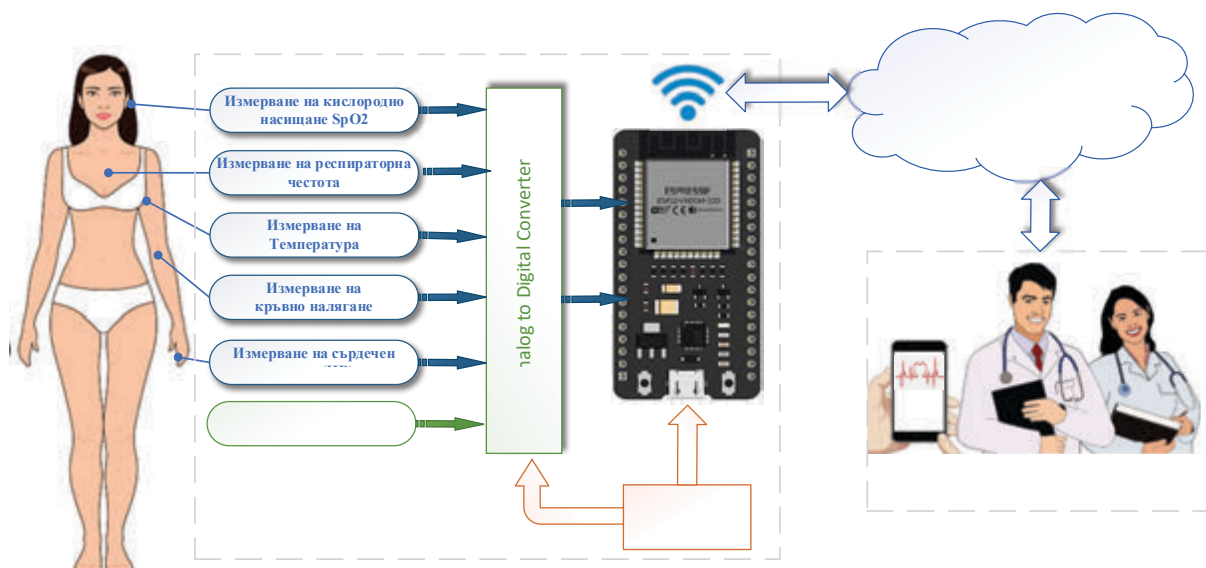 Измерване на кислородно
насищане SpO2
Измерване на респираторна
честота
Измерване на
Температура
Измерване на
кръвно налягане
Измерване на сърдечен
to Digital Converter